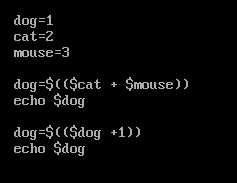 dog=1
cat=2
mouse=3
dog=$(($cat + $mouse))
echo $dog
dog=$(($dog +1))
echo $dog